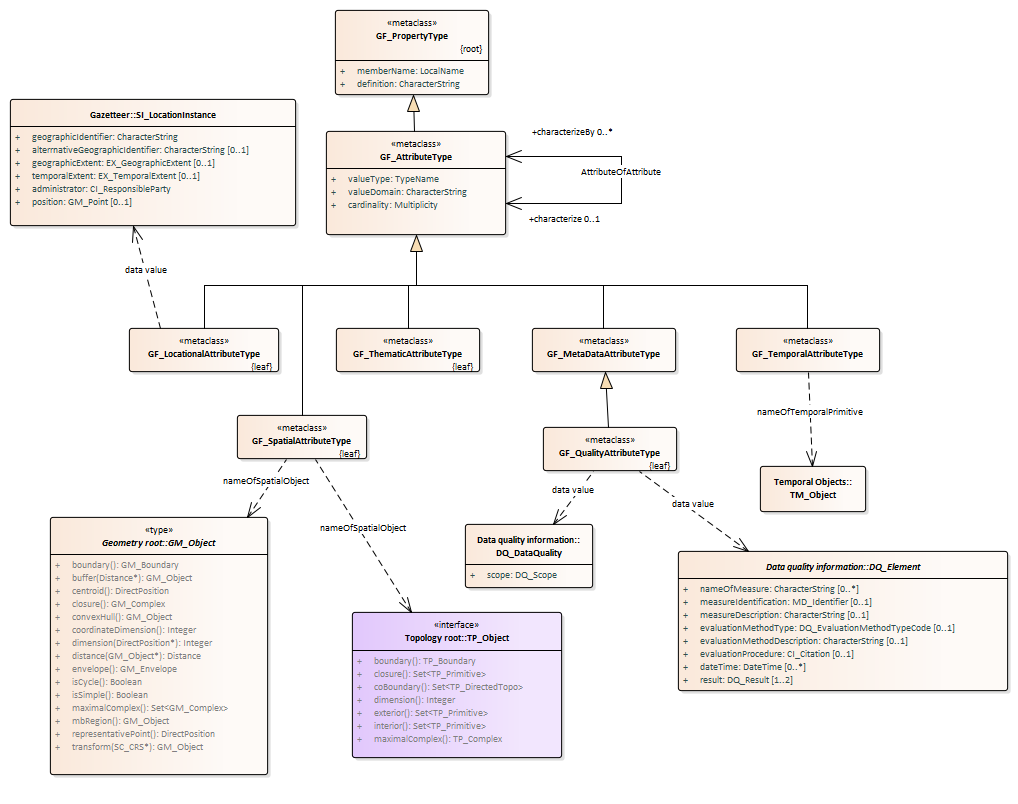 «metaclass»
GF_PropertyType
{root}
+ memberName: LocalName
+ definition: CharacterString
Gazetteer::SI_LocationInstance
+ geographicIdentifier: CharacterString
+ alternativeGeographicIdentifier: CharacterString [0..1]
+ geographicExtent: EX_GeographicExtent [0..1]
+ temporalExtent: EX_TemporalExtent [0..1]
+ administrator: CI_ResponsibleParty
+ position: GM_Point [0..1]
«metaclass»
GF_AttributeType
+ valueType: TypeName
+ valueDomain: CharacterString
+ cardinality: Multiplicity
+characterizeBy 0..*
AttributeOfAttribute
+characterize 0..1
data value
«metaclass»
GF_LocationalAttributeType
{leaf}
«metaclass»
GF_ThematicAttributeType
{leaf}
«metaclass»
GF_MetaDataAttributeType
«metaclass»
GF_TemporalAttributeType
nameOfTemporalPrimitive
«metaclass»
GF_SpatialAttributeType
{leaf}
«metaclass»
GF_QualityAttributeType
{leaf}
nameOfSpatialObject
nameOfSpatialObject
data value
data value
Temporal Objects::
TM_Object
«type»
Geometry root::GM_Object
+ boundary(): GM_Boundary
+ buffer(Distance*): GM_Object
+ centroid(): DirectPosition
+ closure(): GM_Complex
+ convexHull(): GM_Object
+ coordinateDimension(): Integer
+ dimension(DirectPosition*): Integer
+ distance(GM_Object*): Distance
+ envelope(): GM_Envelope
+ isCycle(): Boolean
+ isSimple(): Boolean
+ maximalComplex(): Set<GM_Complex>
+ mbRegion(): GM_Object
+ representativePoint(): DirectPosition
+ transform(SC_CRS*): GM_Object
Data quality information::
DQ_DataQuality
+ scope: DQ_Scope
Data quality information::DQ_Element
+ nameOfMeasure: CharacterString [0..*]
+ measureIdentification: MD_Identifier [0..1]
+ measureDescription: CharacterString [0..1]
+ evaluationMethodType: DQ_EvaluationMethodTypeCode [0..1]
+ evaluationMethodDescription: CharacterString [0..1]
+ evaluationProcedure: CI_Citation [0..1]
+ dateTime: DateTime [0..*]
+ result: DQ_Result [1..2]
«interface»
Topology root::TP_Object
+ boundary(): TP_Boundary
+ closure(): Set<TP_Primitive>
+ coBoundary(): Set<TP_DirectedTopo>
+ dimension(): Integer
+ exterior(): Set<TP_Primitive>
+ interior(): Set<TP_Primitive>
+ maximalComplex(): TP_Complex